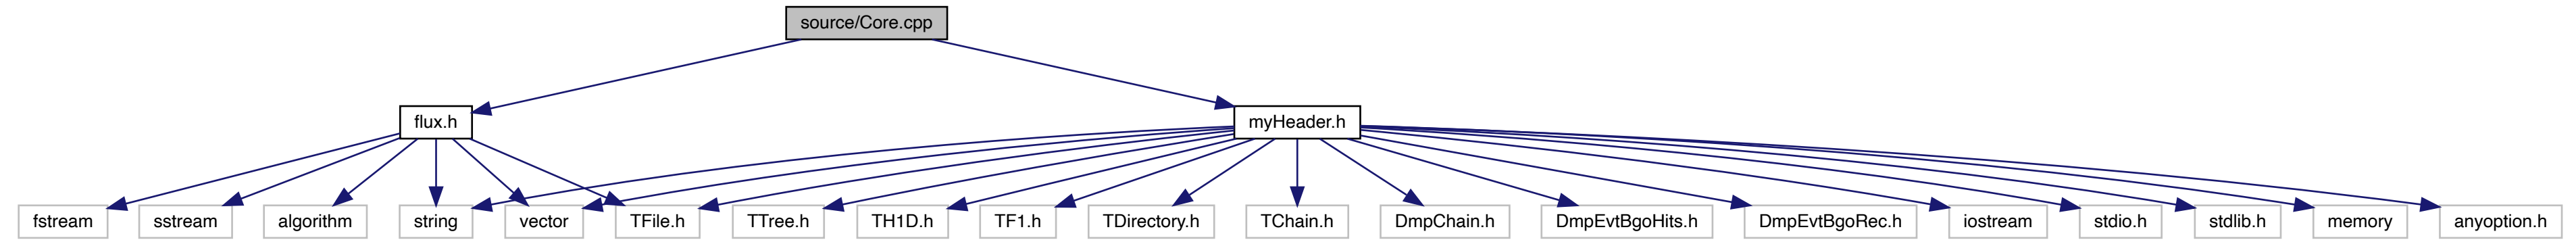 source/Core.cpp
flux.h
myHeader.h
fstream
sstream
algorithm
string
vector
TFile.h
TTree.h
TH1D.h
TF1.h
TDirectory.h
TChain.h
DmpChain.h
DmpEvtBgoHits.h
DmpEvtBgoRec.h
iostream
stdio.h
stdlib.h
memory
anyoption.h